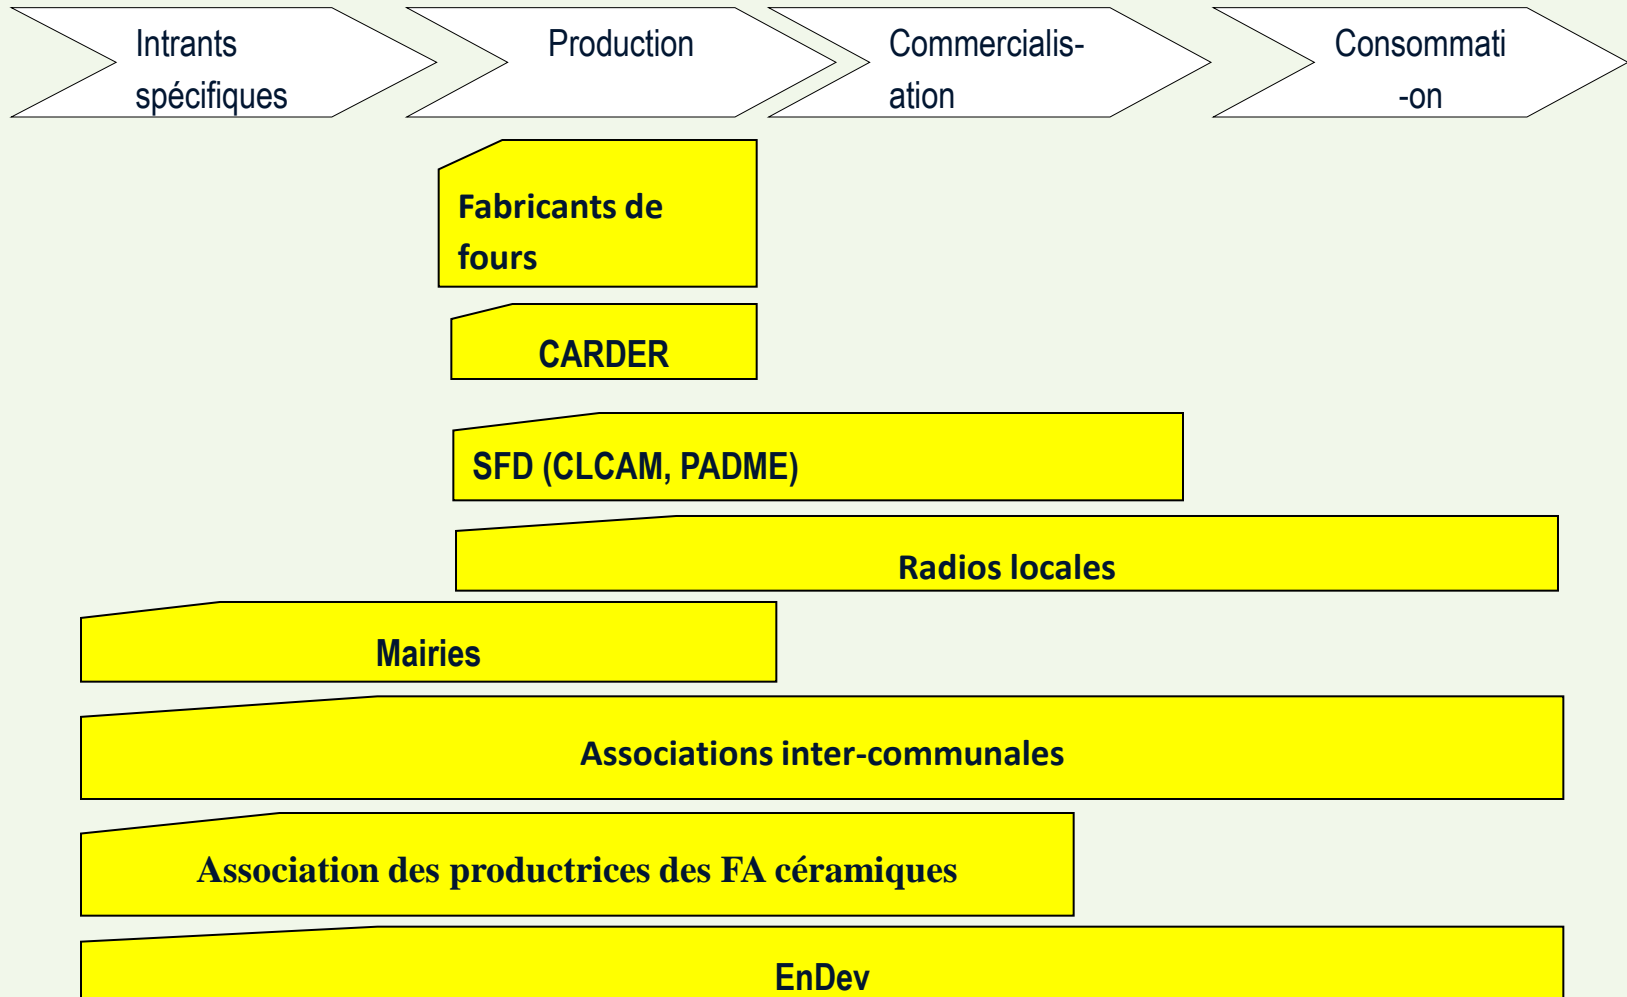 Intrants
spécifiques
Production
Commercialis-
ation
Consommati
-on
Fabricants de
fours
CARDER
SFD (CLCAM, PADME)
Radios locales
Mairies
Associations inter-communales
Association des productrices des FA céramiques
EnDev